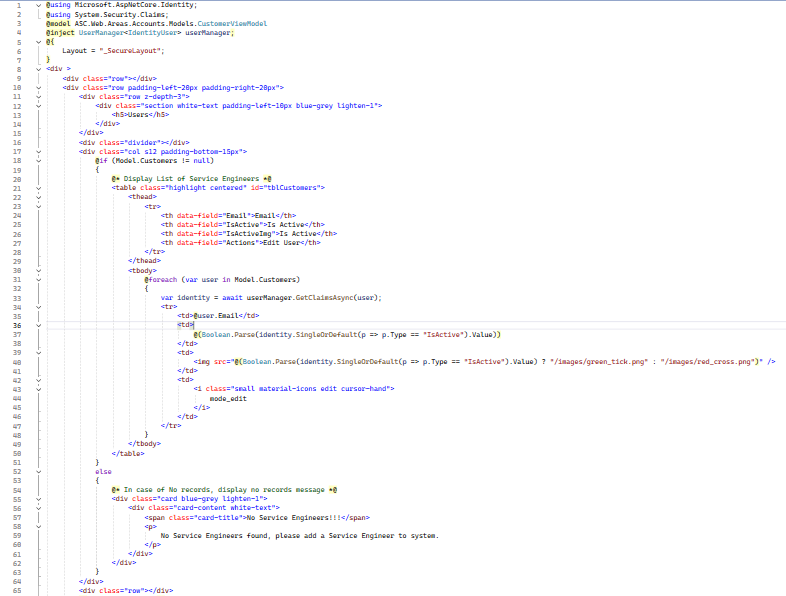 1 @using Microsoft.AspNetCore.Identity;
2 @using System.Security.Claims;
3 @model ASC.Web.Areas.Accounts.Models.CustomerViewModel
4 @inject UserManager<IdentityUser> userManager;
5 @{
6 Layout = "_SecureLayout";
7 }
8 <div >
9 <div class="row"></div>
10 <div class="row padding-left-20px padding-right-20px">
11 <div class="row z-depth-3">
12 <div class="section white-text padding-left-10px blue-grey lighten-1">
13 <h5>Users</h5>
14 </div>
15 </div>
16 <div class="divider"></div>
17 <div class="col s12 padding-bottom-15px">
18 @if (Model.Customers != null)
19 {
20 @* Display List of Service Engineers *@
21 <table class="highlight centered" id="tblCustomers">
22 <thead>
23 <tr>
24 <th data-field="Email">Email</th>
25 <th data-field="IsActive">Is Active</th>
26 <th data-field="IsActiveImg">Is Active</th>
27 <th data-field="Actions">Edit User</th>
28 </tr>
29 </thead>
30 <tbody>
31 @foreach (var user in Model.Customers)
32 {
33 var identity = await userManager.GetClaimsAsync(user);
34 <tr>
35 <td>@user.Email</td>
36 <td>
37 @(Boolean.Parse(identity.SingleOrDefault(p => p.Type == "IsActive").Value))
38 </td>
39 <td>
40 <img src="@(Boolean.Parse(identity.SingleOrDefault(p => p.Type == "IsActive").Value) ? "/images/green_tick.png" : "/images/red_cross.png")" />
41 </td>
42 <td>
43 <i class="small material-icons edit cursor-hand">
44 mode_edit
45 </i>
46 </td>
47 </tr>
48 }
49 </tbody>
50 </table>
51 }
52 else
53 {
54 @* In case of No records, display no records message *@
55 <div class="card blue-grey lighten-1">
56 <div class="card-content white-text">
57 <span class="card-title">No Service Engineers!!!</span>
58 <p>
59 No Service Engineers found, please add a Service Engineer to system.
60 </p>
61 </div>
62 </div>
63 }
64 </div>
65 <div class="row"></div>